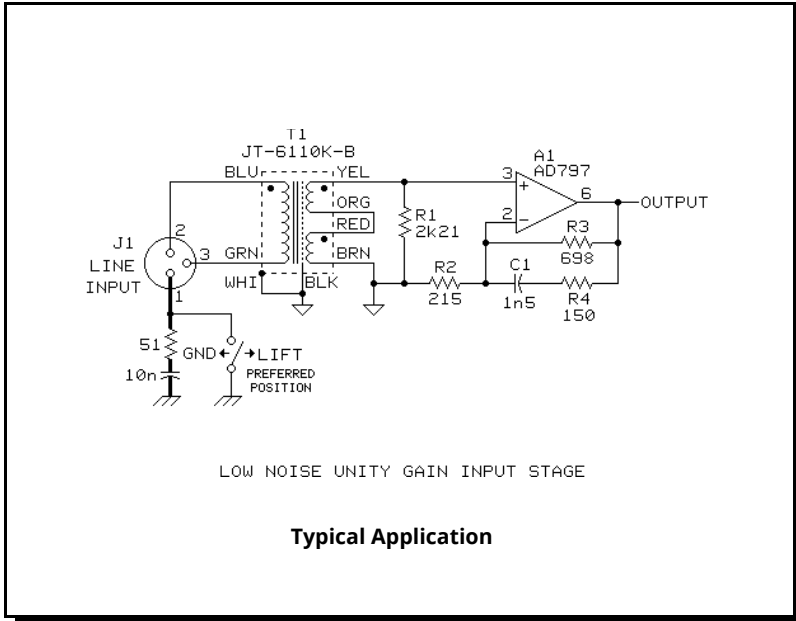 T1
JT-6110K-B
BLU
YEL
ORG
RED
GRN
BRN
WHI
BLK
J1
LINE
INPUT
2
3
1
51
10n
GND
LIFT
PREFERRED
POSITION
R1
2k21
R2
215
A1
AD797
3
+
2
−
6
OUTPUT
R3
698
C1
1n5
R4
150
LOW NOISE UNITY GAIN INPUT STAGE
Typical Application